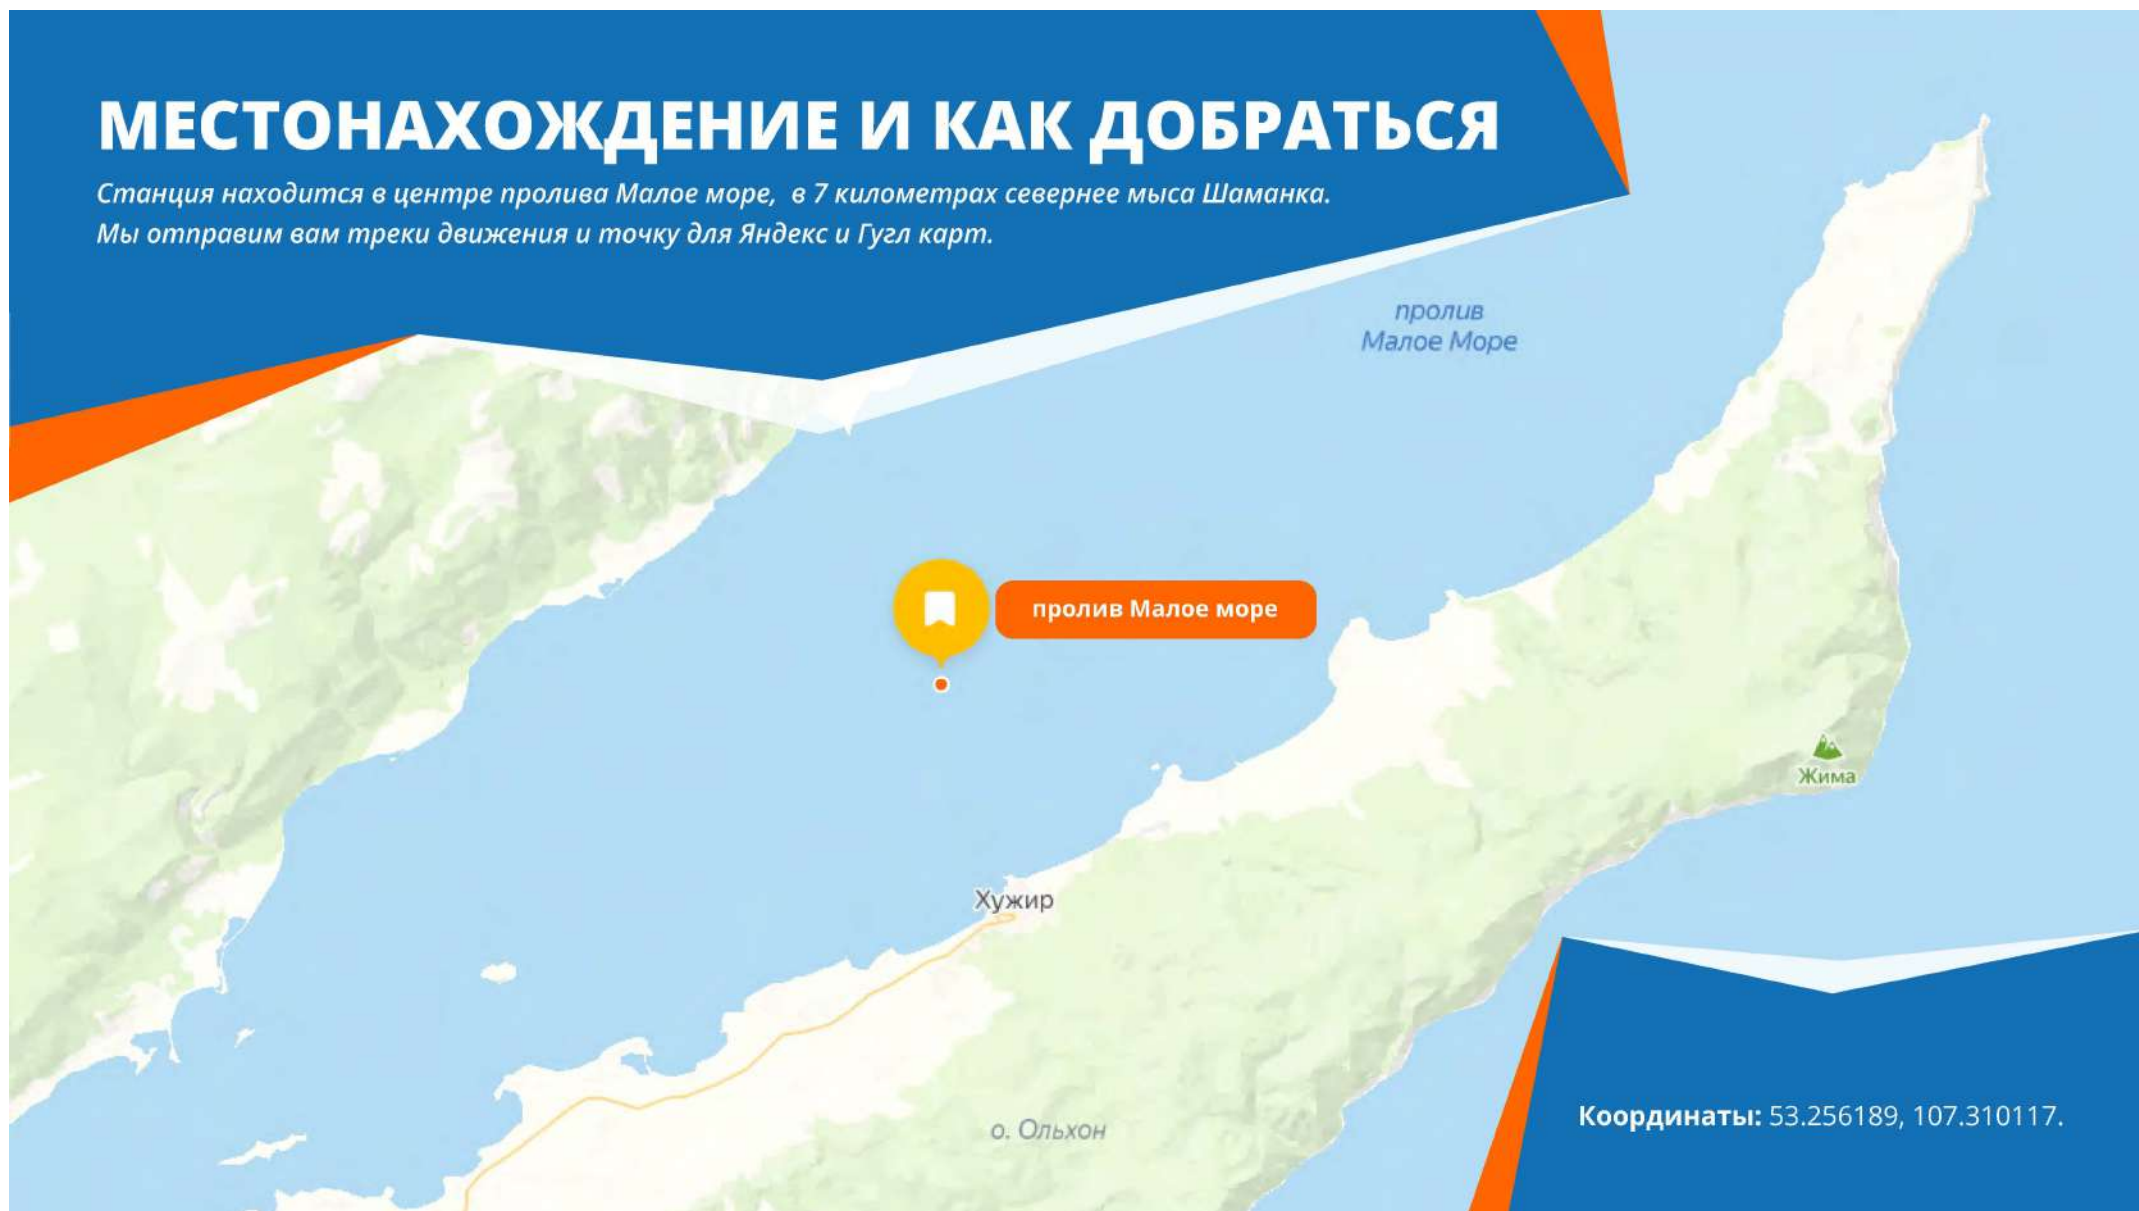 МЕСТОНАХОЖДЕНИЕ И КАК ДОБРАТЬСЯ
Станция находится в центре пролива Малое море, в 7 километрах севернее мыса Шаманка.
Мы отправим вам треки движения и точку для Яндекс и Гугл карт.
пролив
Малое Море
пролив Малое море
Жима
Хужир
о. Ольхон
Координаты: 53.256189, 107.310117.